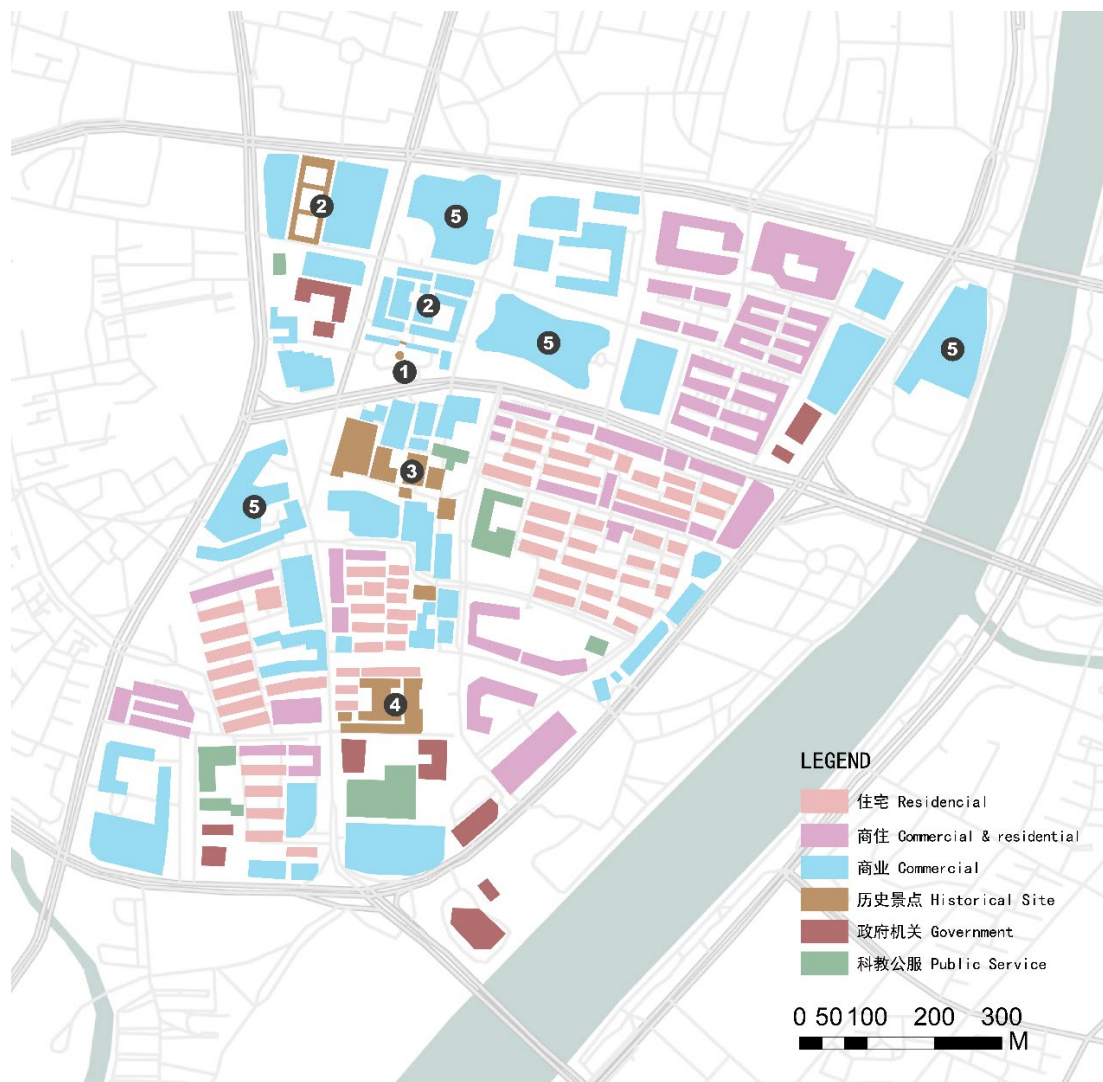 2
5
2
5
5
1
3
5
4
LEGEND
住宅 Residencial
商住 Commercial & residential
商业 Commercial
历史景点 Historical Site
政府机关 Government
科教公服 Public Service
0 50 100 200 300
M